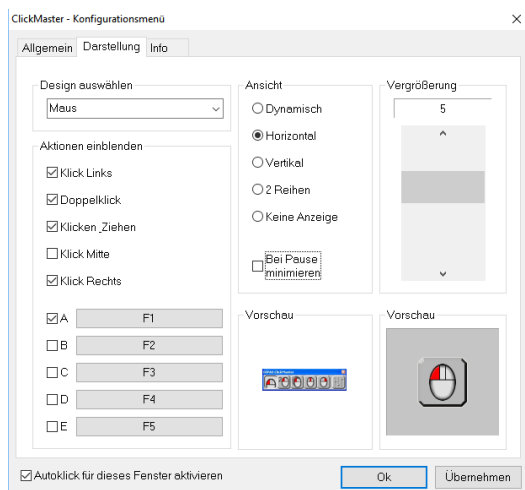 ClickMaster - Konfigurationsmenü
Allgemein Darstellung Info
Design auswählen
Maus
Aktionen einblenden
Klick Links
Doppelklick
Klicken_Ziehen
Klick Mitte
Klick Rechts
A F1
B F2
C F3
D F4
E F5
Ansicht
Dynamisch
Horizontal
Vertikal
2 Reihen
Keine Anzeige
Bei Pause
minimieren
Vergrößerung
5
Vorschau
Vorschau
Autoklick für dieses Fenster aktivieren
Ok Übernehmen